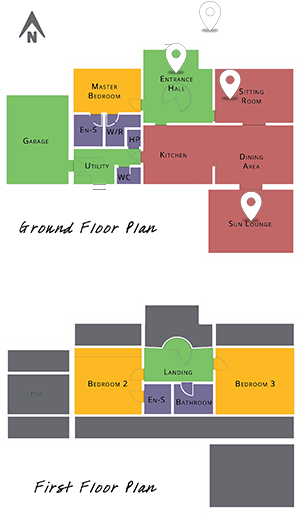 N
Entrance
Hall
Master
Bedroom
Sitting
Room
En-S
W/R
HP
Garage
Kitchen
Dining
Area
Utility
WC
Sun Lounge
Ground Floor Plan
Landing
Bedroom 2
Bedroom 3
En-S
Bathroom
First Floor Plan